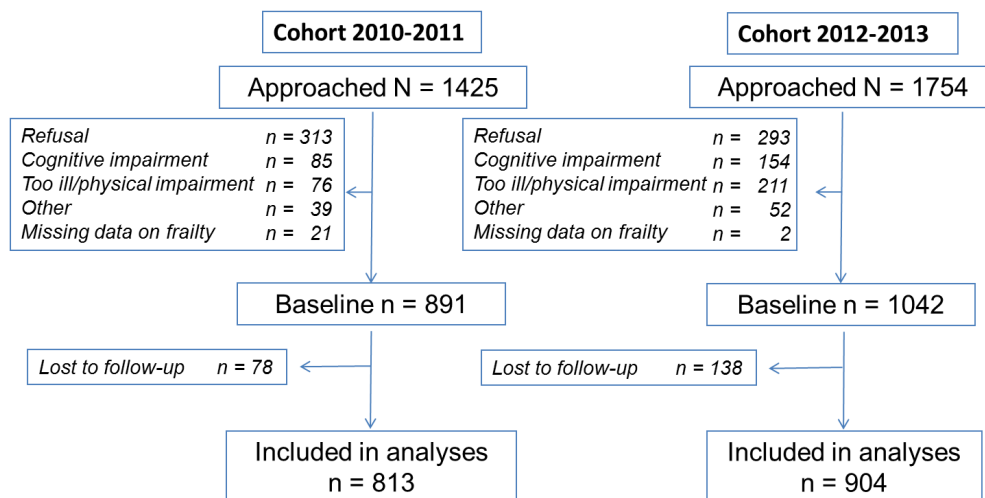 Cohort 2010-2011
Approached N = 1425
Refusal n = 313
Cognitive impairment n = 85
Too ill/physical impairment n = 76
Other n = 39
Missing data on frailty n = 21
Baseline n = 891
Lost to follow-up n = 78
Included in analyses
n = 813
Cohort 2012-2013
Approached N = 1754
Refusal n = 293
Cognitive impairment n = 154
Too ill/physical impairment n = 211
Other n = 52
Missing data on frailty n = 2
Baseline n = 1042
Lost to follow-up n = 138
Included in analyses
n = 904